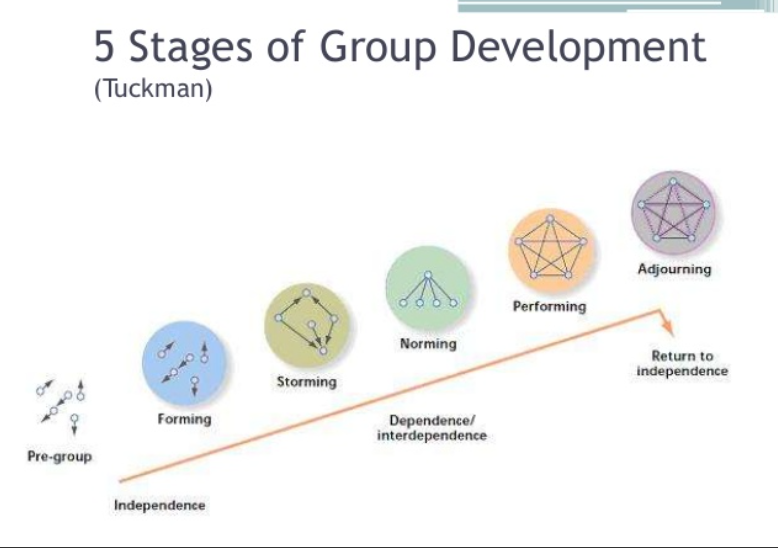 5 Stages of Group Development
(Tuckman)
Pre-group
Forming
Storming
Norming
Performing
Adjourning
Independence
Dependence/
interdependence
Return to
independence